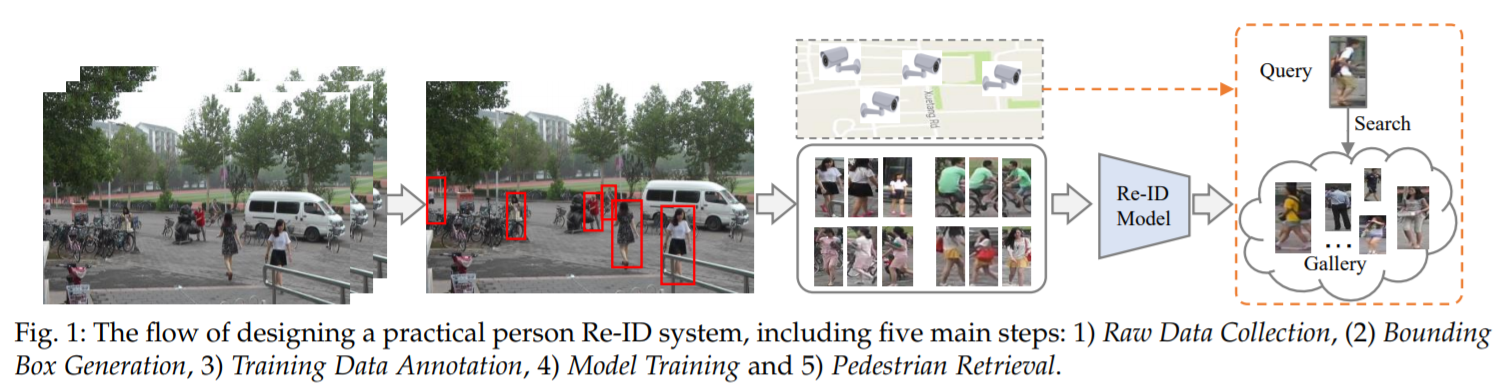 Xuetang Rd
Query
Search
Re-ID
Model
...
Gallery
Fig. 1: The flow of designing a practical person Re-ID system, including five main steps: 1) Raw Data Collection, (2) Bounding
Box Generation, 3) Training Data Annotation, 4) Model Training and 5) Pedestrian Retrieval.